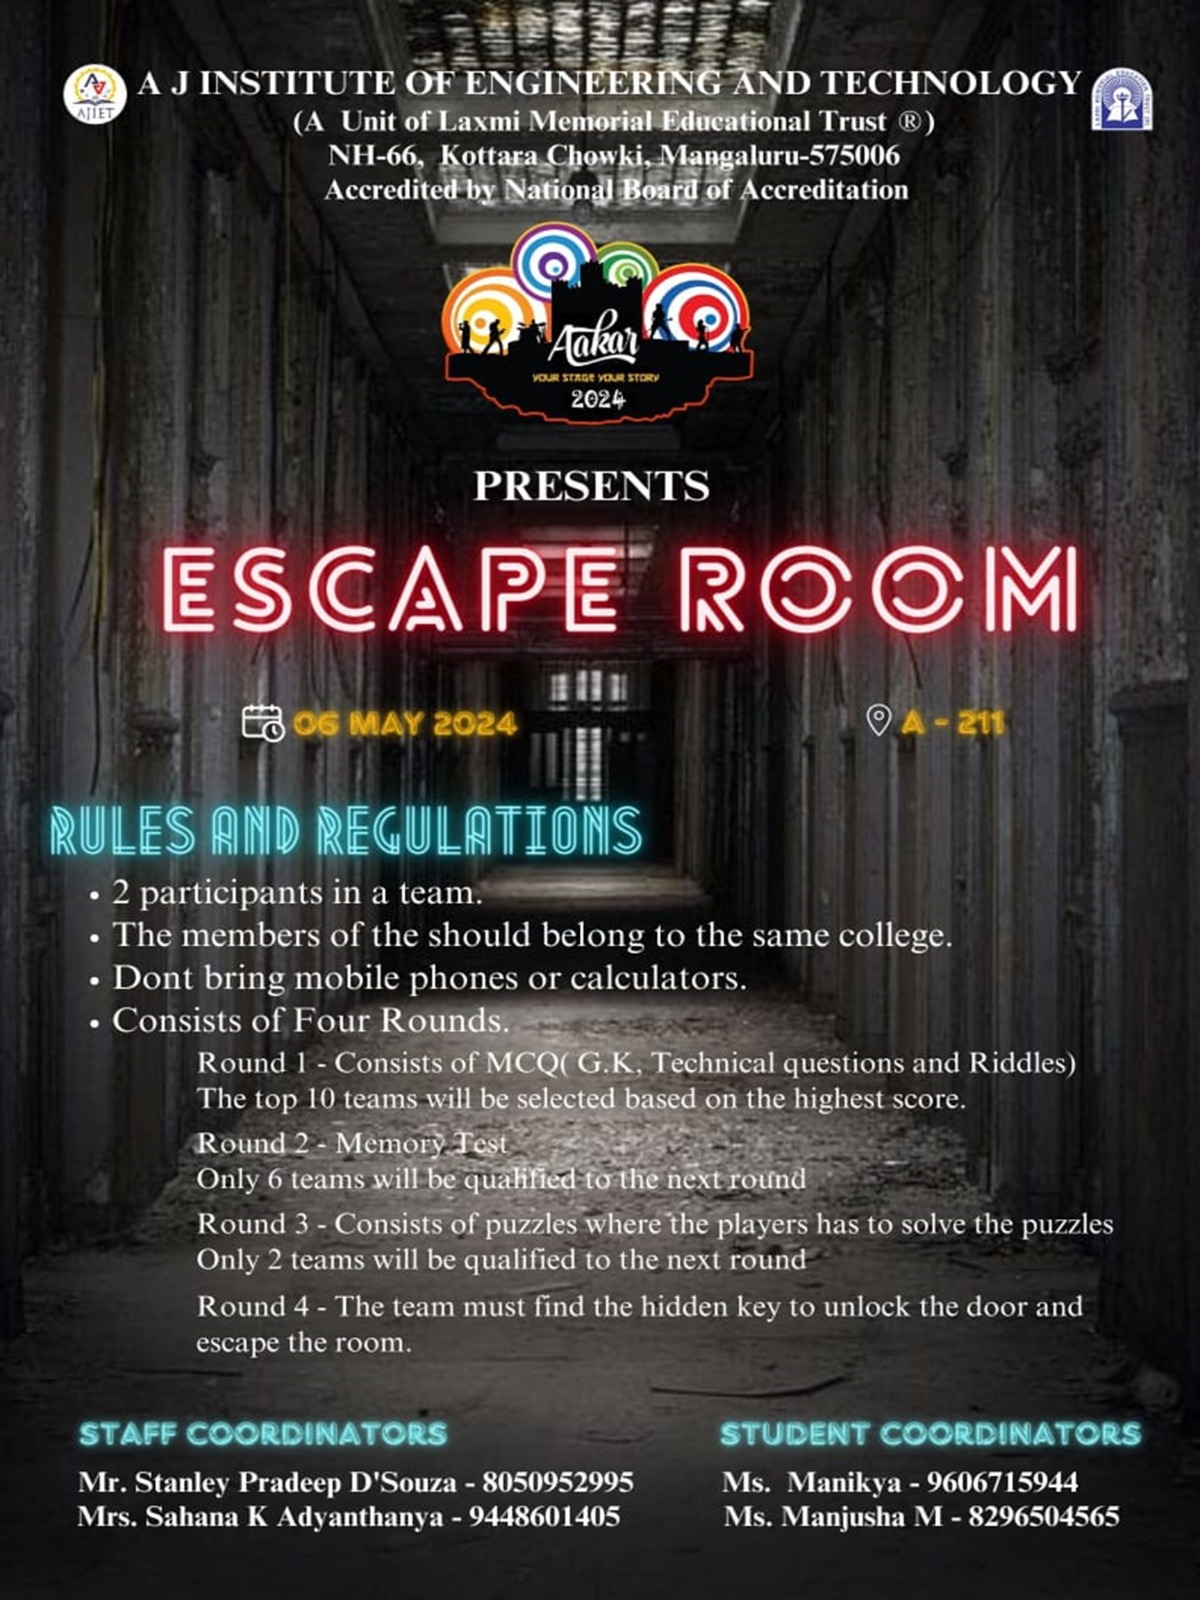 AJIET
A J INSTITUTE OF ENGINEERING AND TECHNOLOGY
(A Unit of Laxmi Memorial Educational Trust ®)
NH-66, Kottara Chowki, Mangaluru-575006
Accredited by National Board of Accreditation
Aakar
YOUR STAGE YOUR STORY
2024
PRESENTS
ESCAPE ROOM
06 MAY 2024
A - 211
RULES AND REGULATIONS
• 2 participants in a team.
• The members of the should belong to the same college.
• Dont bring mobile phones or calculators.
• Consists of Four Rounds.
Round 1 - Consists of MCQ( G.K, Technical questions and Riddles)
The top 10 teams will be selected based on the highest score.
Round 2 - Memory Test
Only 6 teams will be qualified to the next round
Round 3 - Consists of puzzles where the players has to solve the puzzles
Only 2 teams will be qualified to the next round
Round 4 - The team must find the hidden key to unlock the door and
escape the room.
STAFF COORDINATORS
Mr. Stanley Pradeep D'Souza - 8050952995
Mrs. Sahana K Adyanthanya - 9448601405
STUDENT COORDINATORS
Ms. Manikya - 9606715944
Ms. Manjusha M - 8296504565